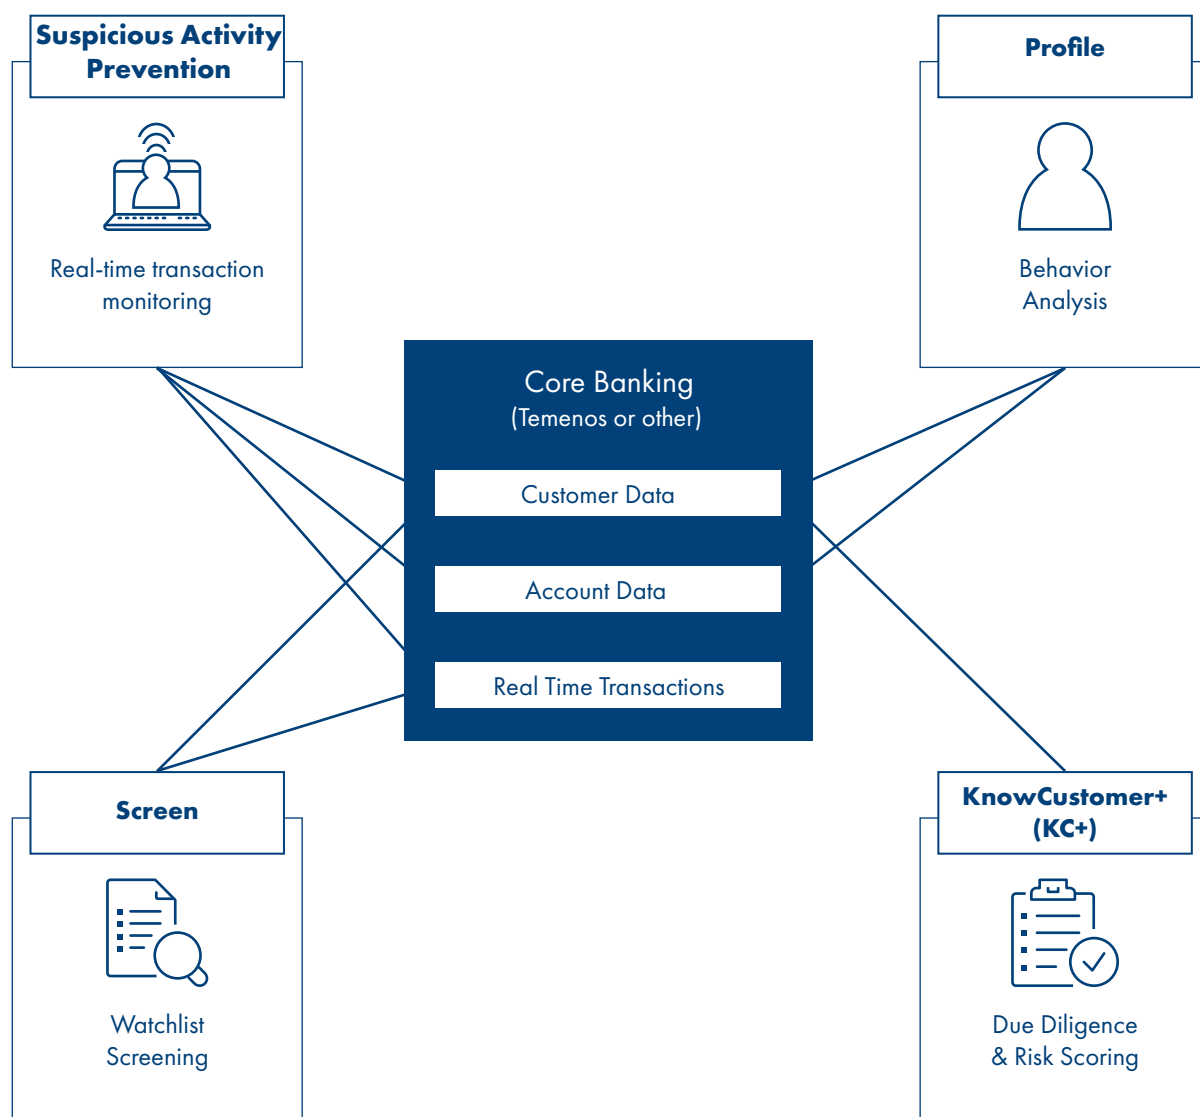 Suspicious Activity
Prevention
Real-time transaction
monitoring
Profile
Behavior
Analysis
Core Banking
(Temenos or other)
Customer Data
Account Data
Real Time Transactions
Screen
Watchlist
Screening
KnowCustomer+
(KC+)
Due Diligence
& Risk Scoring